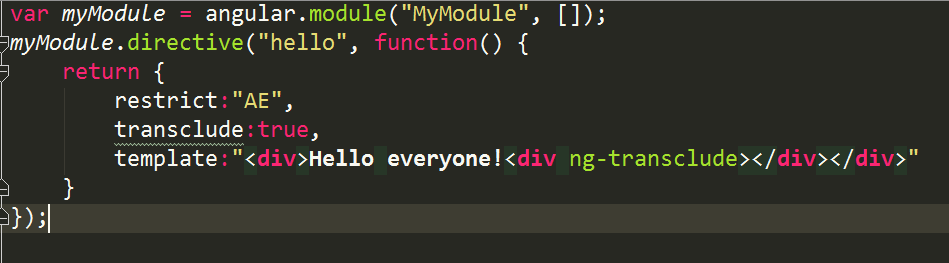 var myModule = angular.module("MyModule", []);
myModule.directive("hello", function() {
    return {
        restrict:"AE",
        transclude:true,
        template:"<div>Hello everyone!<div ng-transclude></div></div>"
    }
});